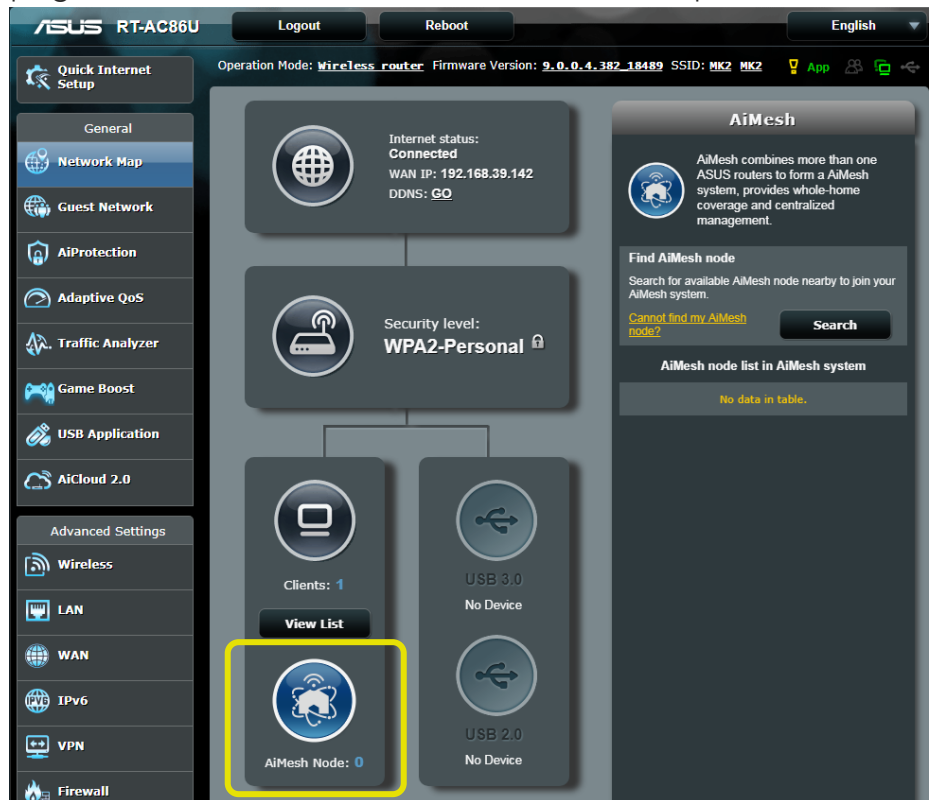 ASUS RT-AC86U
Logout
Reboot
English
Quick Internet
Setup
Operation Mode: Wireless router Firmware Version: 9.0.0.4.382_18489 SSID: MK2 MK2
App
General
Network Map
Guest Network
AiProtection
Adaptive QoS
Traffic Analyzer
Game Boost
USB Application
AiCloud 2.0
Advanced Settings
Wireless
LAN
WAN
IPv6
IPv6
VPN
Firewall
Internet status:
Connected
WAN IP: 192.168.39.142
DDNS: GO
Security level:
WPA2-Personal
Clients: 1
View List
AiMesh Node: 0
USB 3.0
No Device
USB 2.0
No Device
AiMesh
AiMesh combines more than one
ASUS routers to form a AiMesh
system, provides whole-home
coverage and centralized
management.
Find AiMesh node
Search for available AiMesh node nearby to join your
AiMesh system.
Cannot find my AiMesh
node?
Search
AiMesh node list in AiMesh system
No data in table.